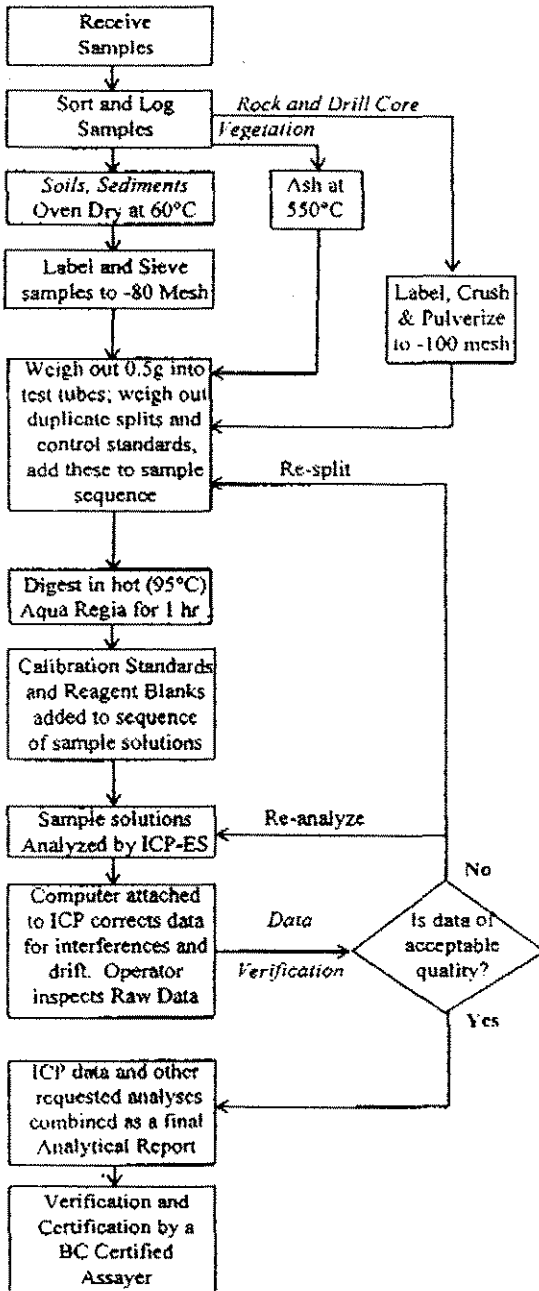 Receive
Samples
Sort and Log
Samples
Rock and Drill Core
Vegetation
Soils, Sediments
Oven Dry at 60°C
Ash at
550°C
Label and Sieve
samples to -80 Mesh
Label, Crush
& Pulverize
to -100 mesh
Weigh out 0.5g into
test tubes; weigh out
duplicate splits and
control standards,
add these to sample
sequence
Re-split
Digest in hot (95°C)
Aqua Regia for 1 hr
Calibration Standards
and Reagent Blanks
added to sequence
of sample solutions
Sample solutions
Analyzed by ICP-ES
Re-analyze
No
Computer attached
to ICP corrects data
for interferences and
drift. Operator
inspects Raw Data
Data
Verification
Is data of
acceptable
quality?
Yes
ICP data and other
requested analyses
combined as a final
Analytical Report
Verification and
Certification by a
BC Certified
Assayer